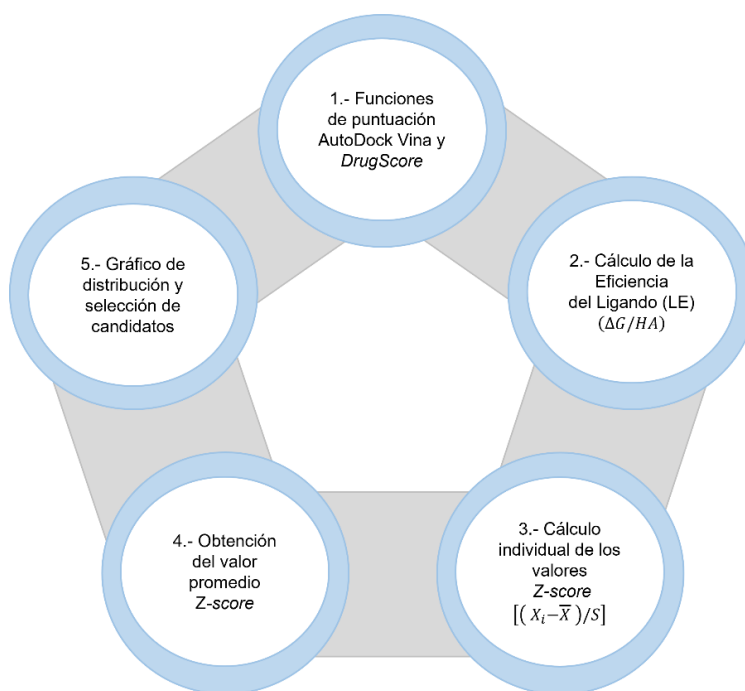 1.- Funciones
de puntuación
AutoDock Vina y
DrugScore
2.- Cálculo de la
Eficiencia
del Ligando (LE)
(ΔG/HA)
3.- Cálculo
individual de los
valores
Z-score
[( Xᵢ−X̅ )/S]
4.- Obtención
del valor
promedio
Z-score
5.- Gráfico de
distribución y
selección de
candidatos